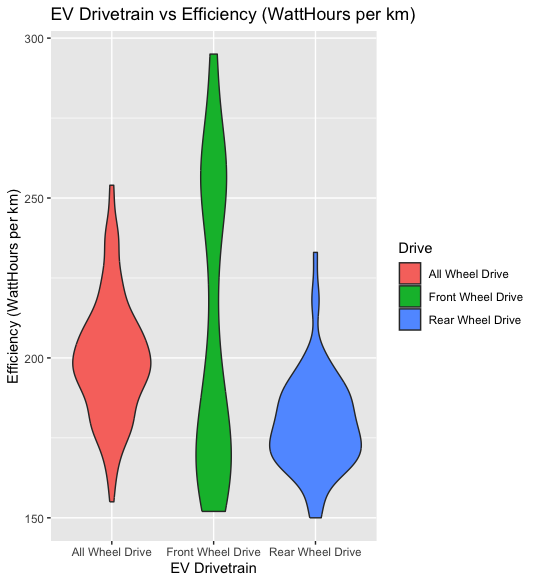 EV Drivetrain vs Efficiency (WattHours per km)
Efficiency (WattHours per km)
300
250
200
150
All Wheel Drive
Front Wheel Drive
Rear Wheel Drive
EV Drivetrain
Drive
All Wheel Drive
Front Wheel Drive
Rear Wheel Drive